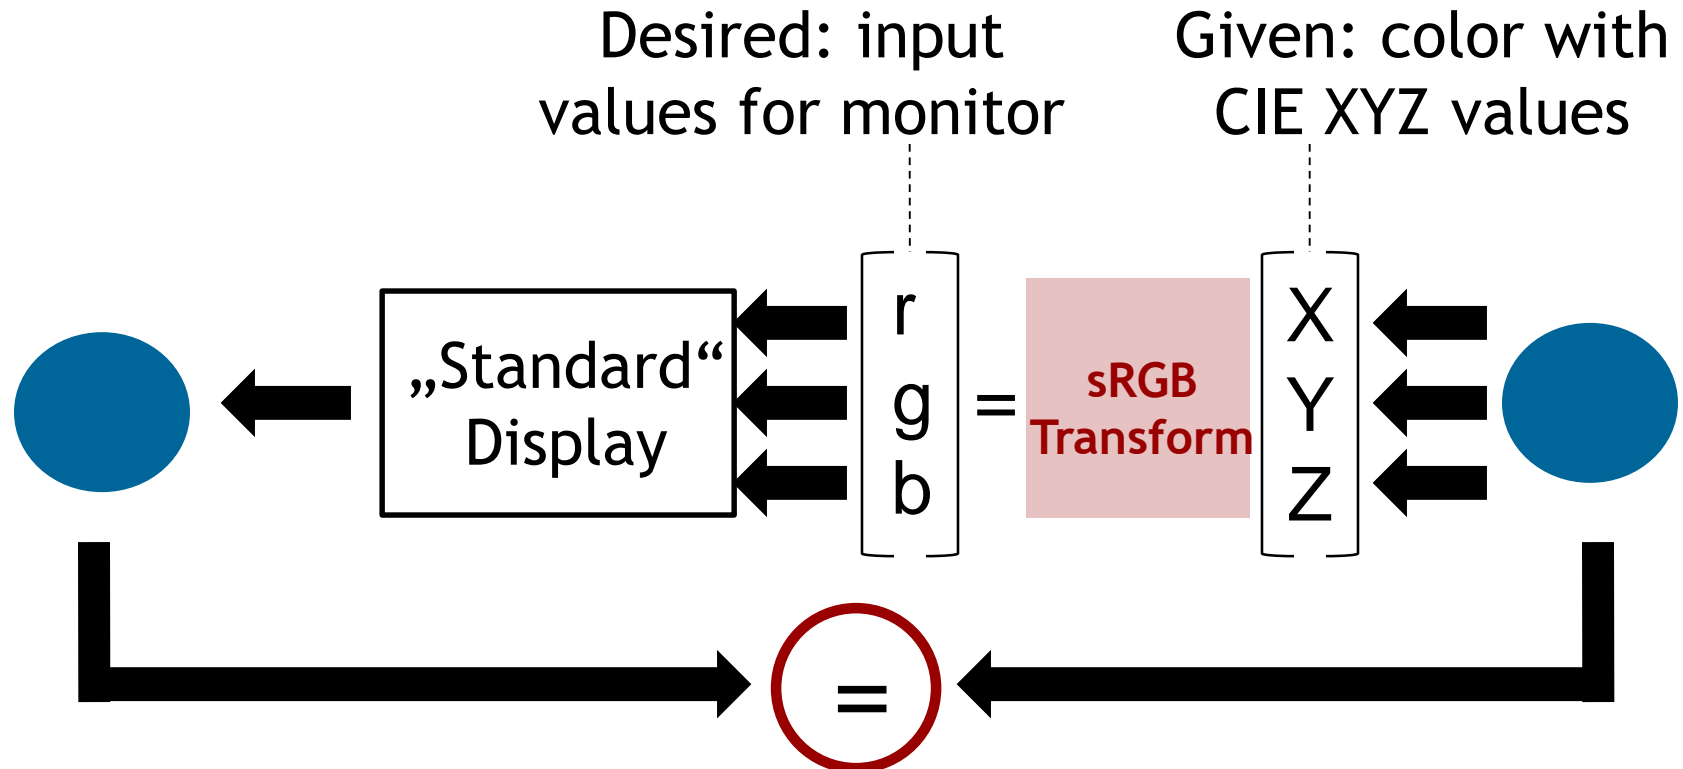 Desired: input
values for monitor
Given: color with
CIE XYZ values
„Standard“
Display
r
g
b
=
sRGB
Transform
X
Y
Z
=